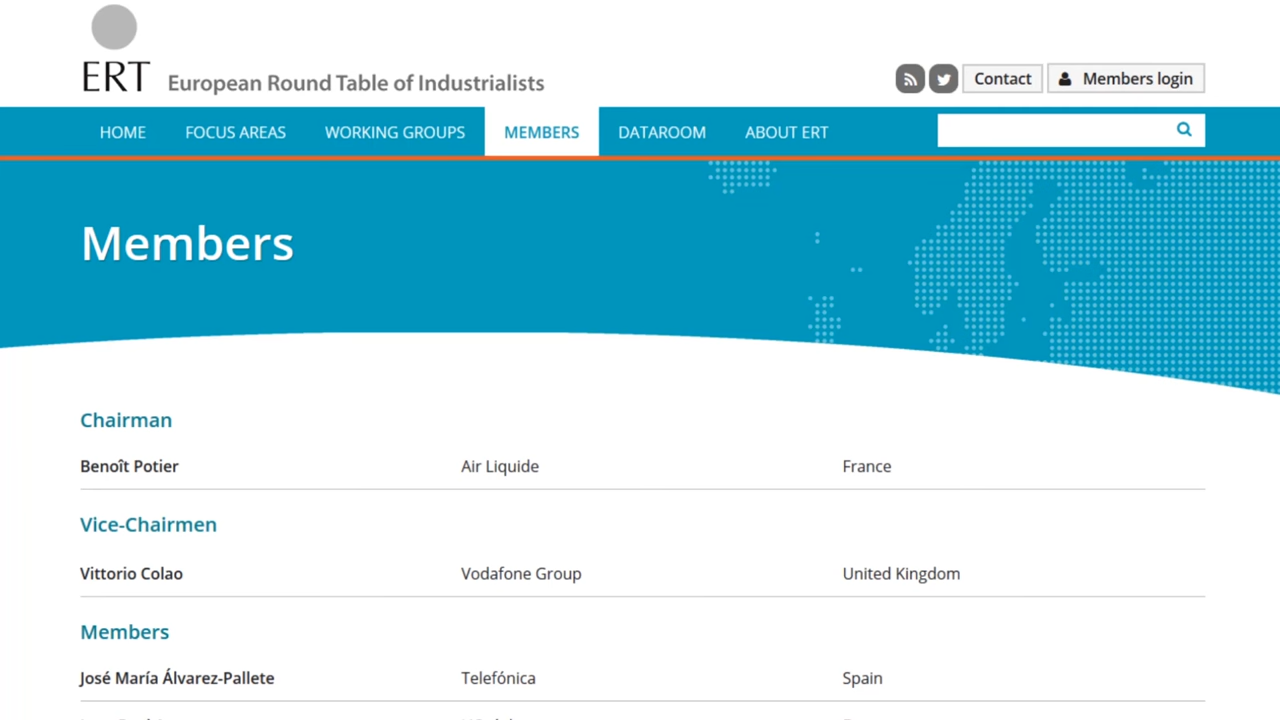 ERT European Round Table of Industrialists
Contact Members login
HOME FOCUS AREAS WORKING GROUPS MEMBERS DATAROOM ABOUT ERT
Members
Chairman
Benoît Potier Air Liquide France
Vice-Chairmen
Vittorio Colao Vodafone Group United Kingdom
Members
José María Álvarez-Pallete Telefónica Spain